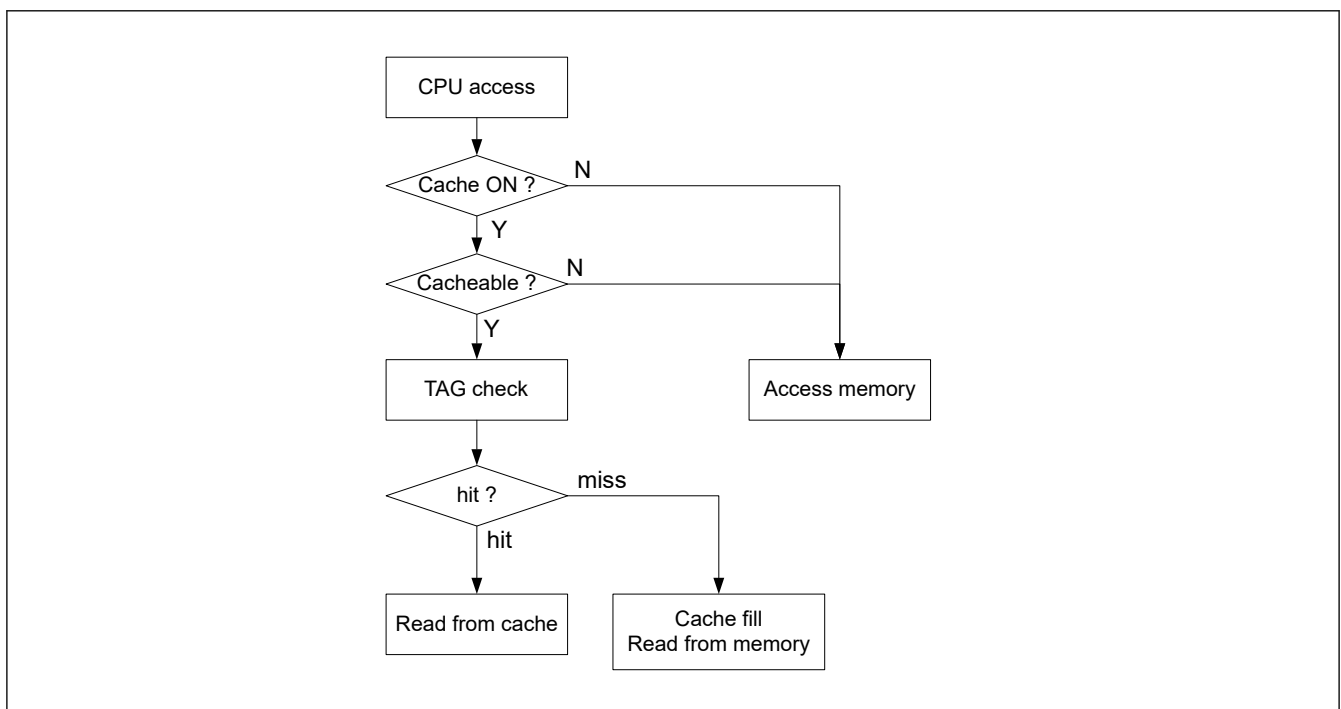 CPU access
Cache ON ?
N
Y
Cacheable ?
N
Y
TAG check
Access memory
hit ?
miss
hit
Read from cache
Cache fill
Read from memory